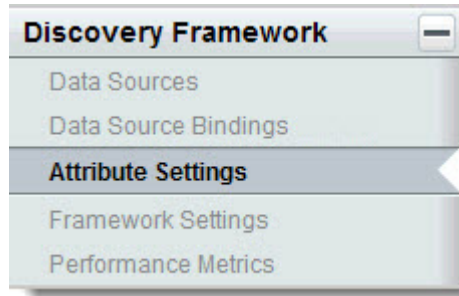 Discovery Framework
Data Sources
Data Source Bindings
Attribute Settings
Framework Settings
Performance Metrics